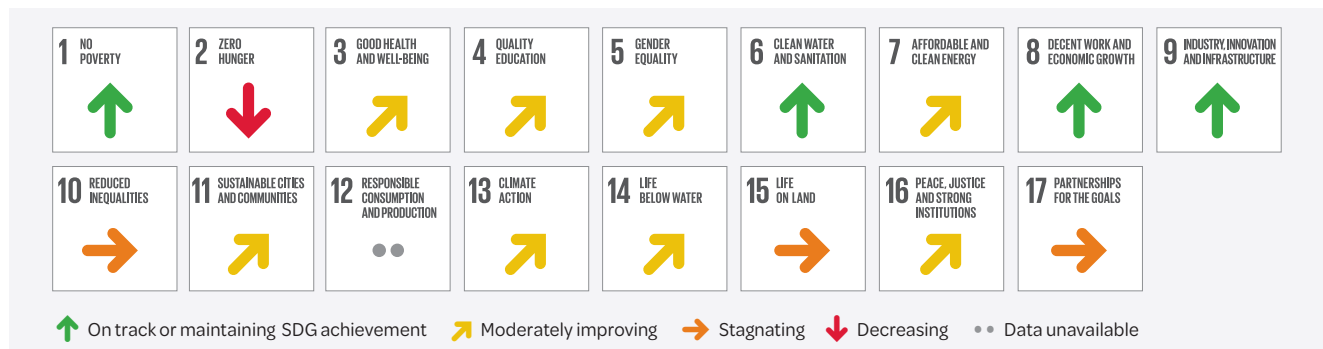 1 NO
POVERTY
2 ZERO
HUNGER
3 GOOD HEALTH
AND WELL-BEING
4 QUALITY
EDUCATION
5 GENDER
EQUALITY
6 CLEAN WATER
AND SANITATION
7 AFFORDABLE AND
CLEAN ENERGY
8 DECENT WORK AND
ECONOMIC GROWTH
9 INDUSTRY, INNOVATION
AND INFRASTRUCTURE
10 REDUCED
INEQUALITIES
11 SUSTAINABLE CITIES
AND COMMUNITIES
12 RESPONSIBLE
CONSUMPTION
AND PRODUCTION
13 CLIMATE
ACTION
14 LIFE
BELOW WATER
15 LIFE
ON LAND
16 PEACE, JUSTICE
AND STRONG
INSTITUTIONS
17 PARTNERSHIPS
FOR THE GOALS
On track or maintaining SDG achievement
Moderately improving
Stagnating
Decreasing
Data unavailable